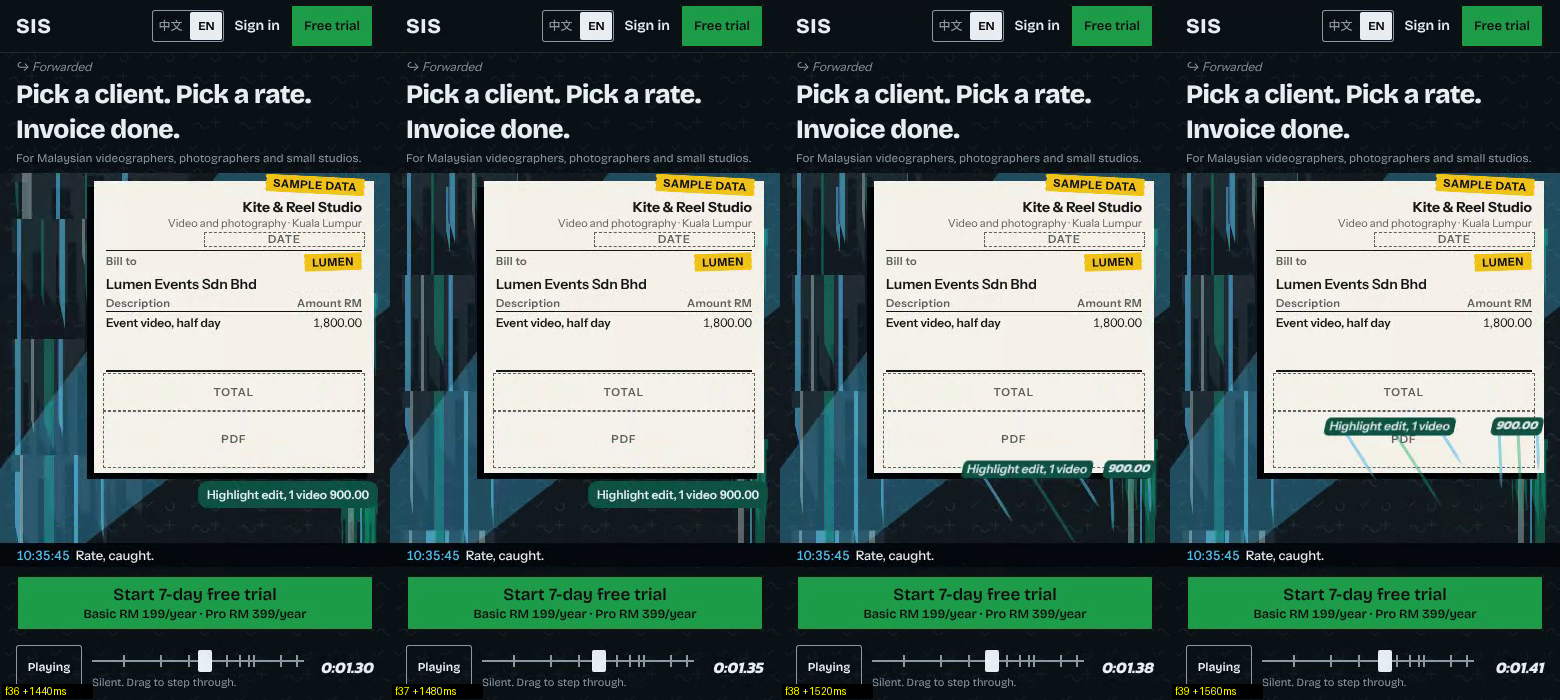 SIS 中文 EN Sign in Free trial
↪ Forwarded
Pick a client. Pick a rate.
Invoice done.
For Malaysian videographers, photographers and small studios.
SAMPLE DATA
Kite & Reel Studio
Video and photography · Kuala Lumpur
DATE
Bill to LUMEN
Lumen Events Sdn Bhd
Description Amount RM
Event video, half day 1,800.00
TOTAL
PDF
Highlight edit, 1 video 900.00
10:35:45 Rate, caught.
Start 7-day free trial
Basic RM 199/year · Pro RM 399/year
Playing 0:01.30
Silent. Drag to step through.
f36 +1440ms
SIS 中文 EN Sign in Free trial
↪ Forwarded
Pick a client. Pick a rate.
Invoice done.
For Malaysian videographers, photographers and small studios.
SAMPLE DATA
Kite & Reel Studio
Video and photography · Kuala Lumpur
DATE
Bill to LUMEN
Lumen Events Sdn Bhd
Description Amount RM
Event video, half day 1,800.00
TOTAL
PDF
Highlight edit, 1 video 900.00
10:35:45 Rate, caught.
Start 7-day free trial
Basic RM 199/year · Pro RM 399/year
Playing 0:01.35
Silent. Drag to step through.
f37 +1480ms
SIS 中文 EN Sign in Free trial
↪ Forwarded
Pick a client. Pick a rate.
Invoice done.
For Malaysian videographers, photographers and small studios.
SAMPLE DATA
Kite & Reel Studio
Video and photography · Kuala Lumpur
DATE
Bill to LUMEN
Lumen Events Sdn Bhd
Description Amount RM
Event video, half day 1,800.00
TOTAL
PDF
Highlight edit, 1 video 900.00
10:35:45 Rate, caught.
Start 7-day free trial
Basic RM 199/year · Pro RM 399/year
Playing 0:01.38
Silent. Drag to step through.
f38 +1520ms
SIS 中文 EN Sign in Free trial
↪ Forwarded
Pick a client. Pick a rate.
Invoice done.
For Malaysian videographers, photographers and small studios.
SAMPLE DATA
Kite & Reel Studio
Video and photography · Kuala Lumpur
DATE
Bill to LUMEN
Lumen Events Sdn Bhd
Description Amount RM
Event video, half day 1,800.00
TOTAL
Highlight edit, 1 video 900.00
PDF
10:35:45 Rate, caught.
Start 7-day free trial
Basic RM 199/year · Pro RM 399/year
Playing 0:01.41
Silent. Drag to step through.
f39 +1560ms